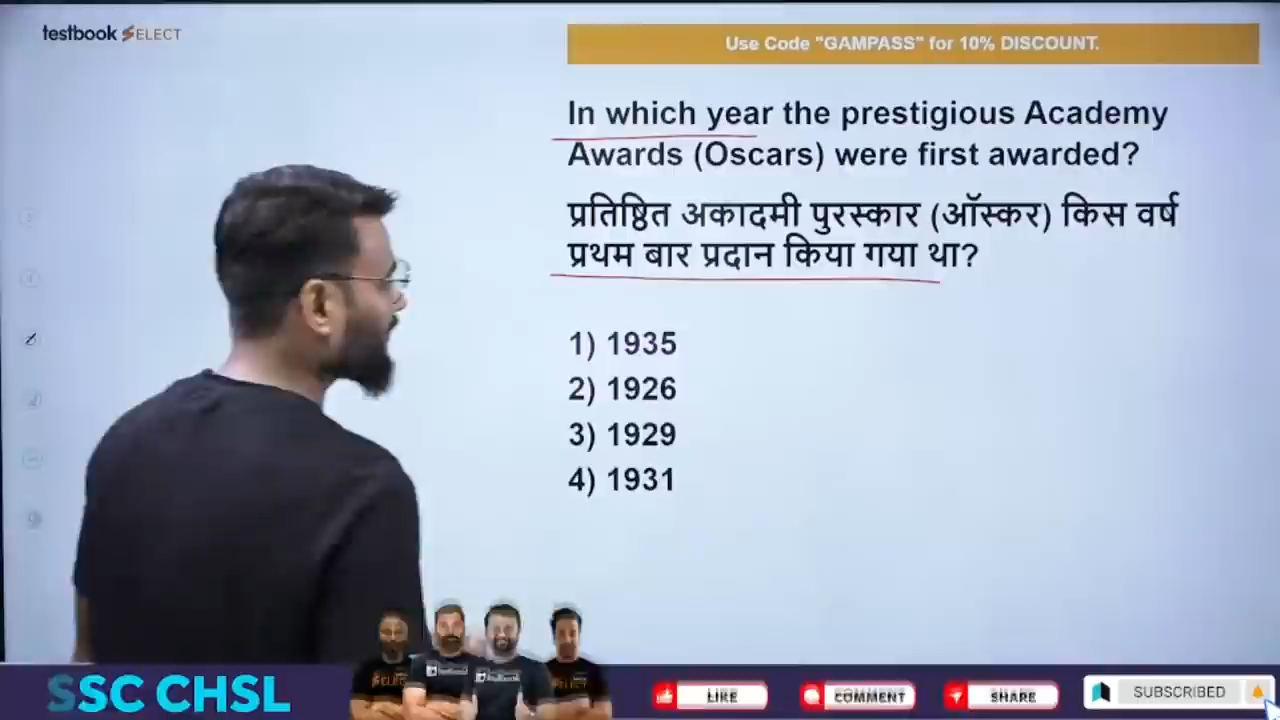 testbook SELECT
Use Code "GAMPASS" for 10% DISCOUNT.
In which year the prestigious Academy
Awards (Oscars) were first awarded?
प्रतिष्ठित अकादमी पुरस्कार (ऑस्कर) किस वर्ष
प्रथम बार प्रदान किया गया था?
1) 1935
2) 1926
3) 1929
4) 1931
SSC CHSL
LIKE
COMMENT
SHARE
SUBSCRIBED